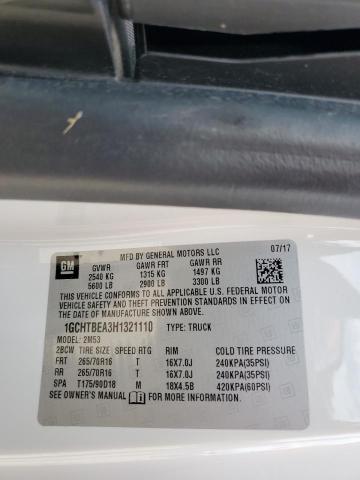 MFD BY GENERAL MOTORS LLC 07/17
GM
GVWR GAWR FRT GAWR RR
2540 KG 1315 KG 1497 KG
5600 LB 2900 LB 3300 LB
THIS VEHICLE CONFORMS TO ALL APPLICABLE U.S. FEDERAL MOTOR
VEHICLE SAFETY AND THEFT PREVENTION STANDARDS IN EFFECT ON THE
DATE OF MANUFACTURE SHOWN ABOVE.
1GCHTBEA3H1321110 TYPE: TRUCK
MODEL: 2M53
2BCW TIRE SIZE SPEED RTG RIM COLD TIRE PRESSURE
FRT 265/70R16 T 16X7.0J 240KPA(35PSI)
RR 265/70R16 T 16X7.0J 240KPA(35PSI)
SPA T175/90D18 M 18X4.5B 420KPA(60PSI)
SEE OWNER'S MANUAL FOR ADDITIONAL INFORMATION.